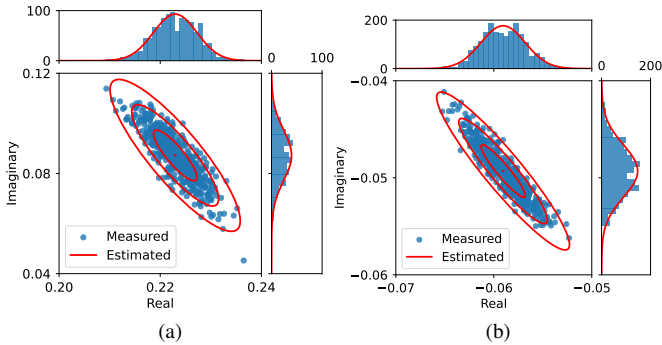 100
0
0
100
0.12
0.08
0.04
Imaginary
Measured
Estimated
0.20
0.22
0.24
Real
(a)
200
0
0
200
−0.04
−0.05
−0.06
Imaginary
Measured
Estimated
−0.07
−0.06
−0.05
Real
(b)